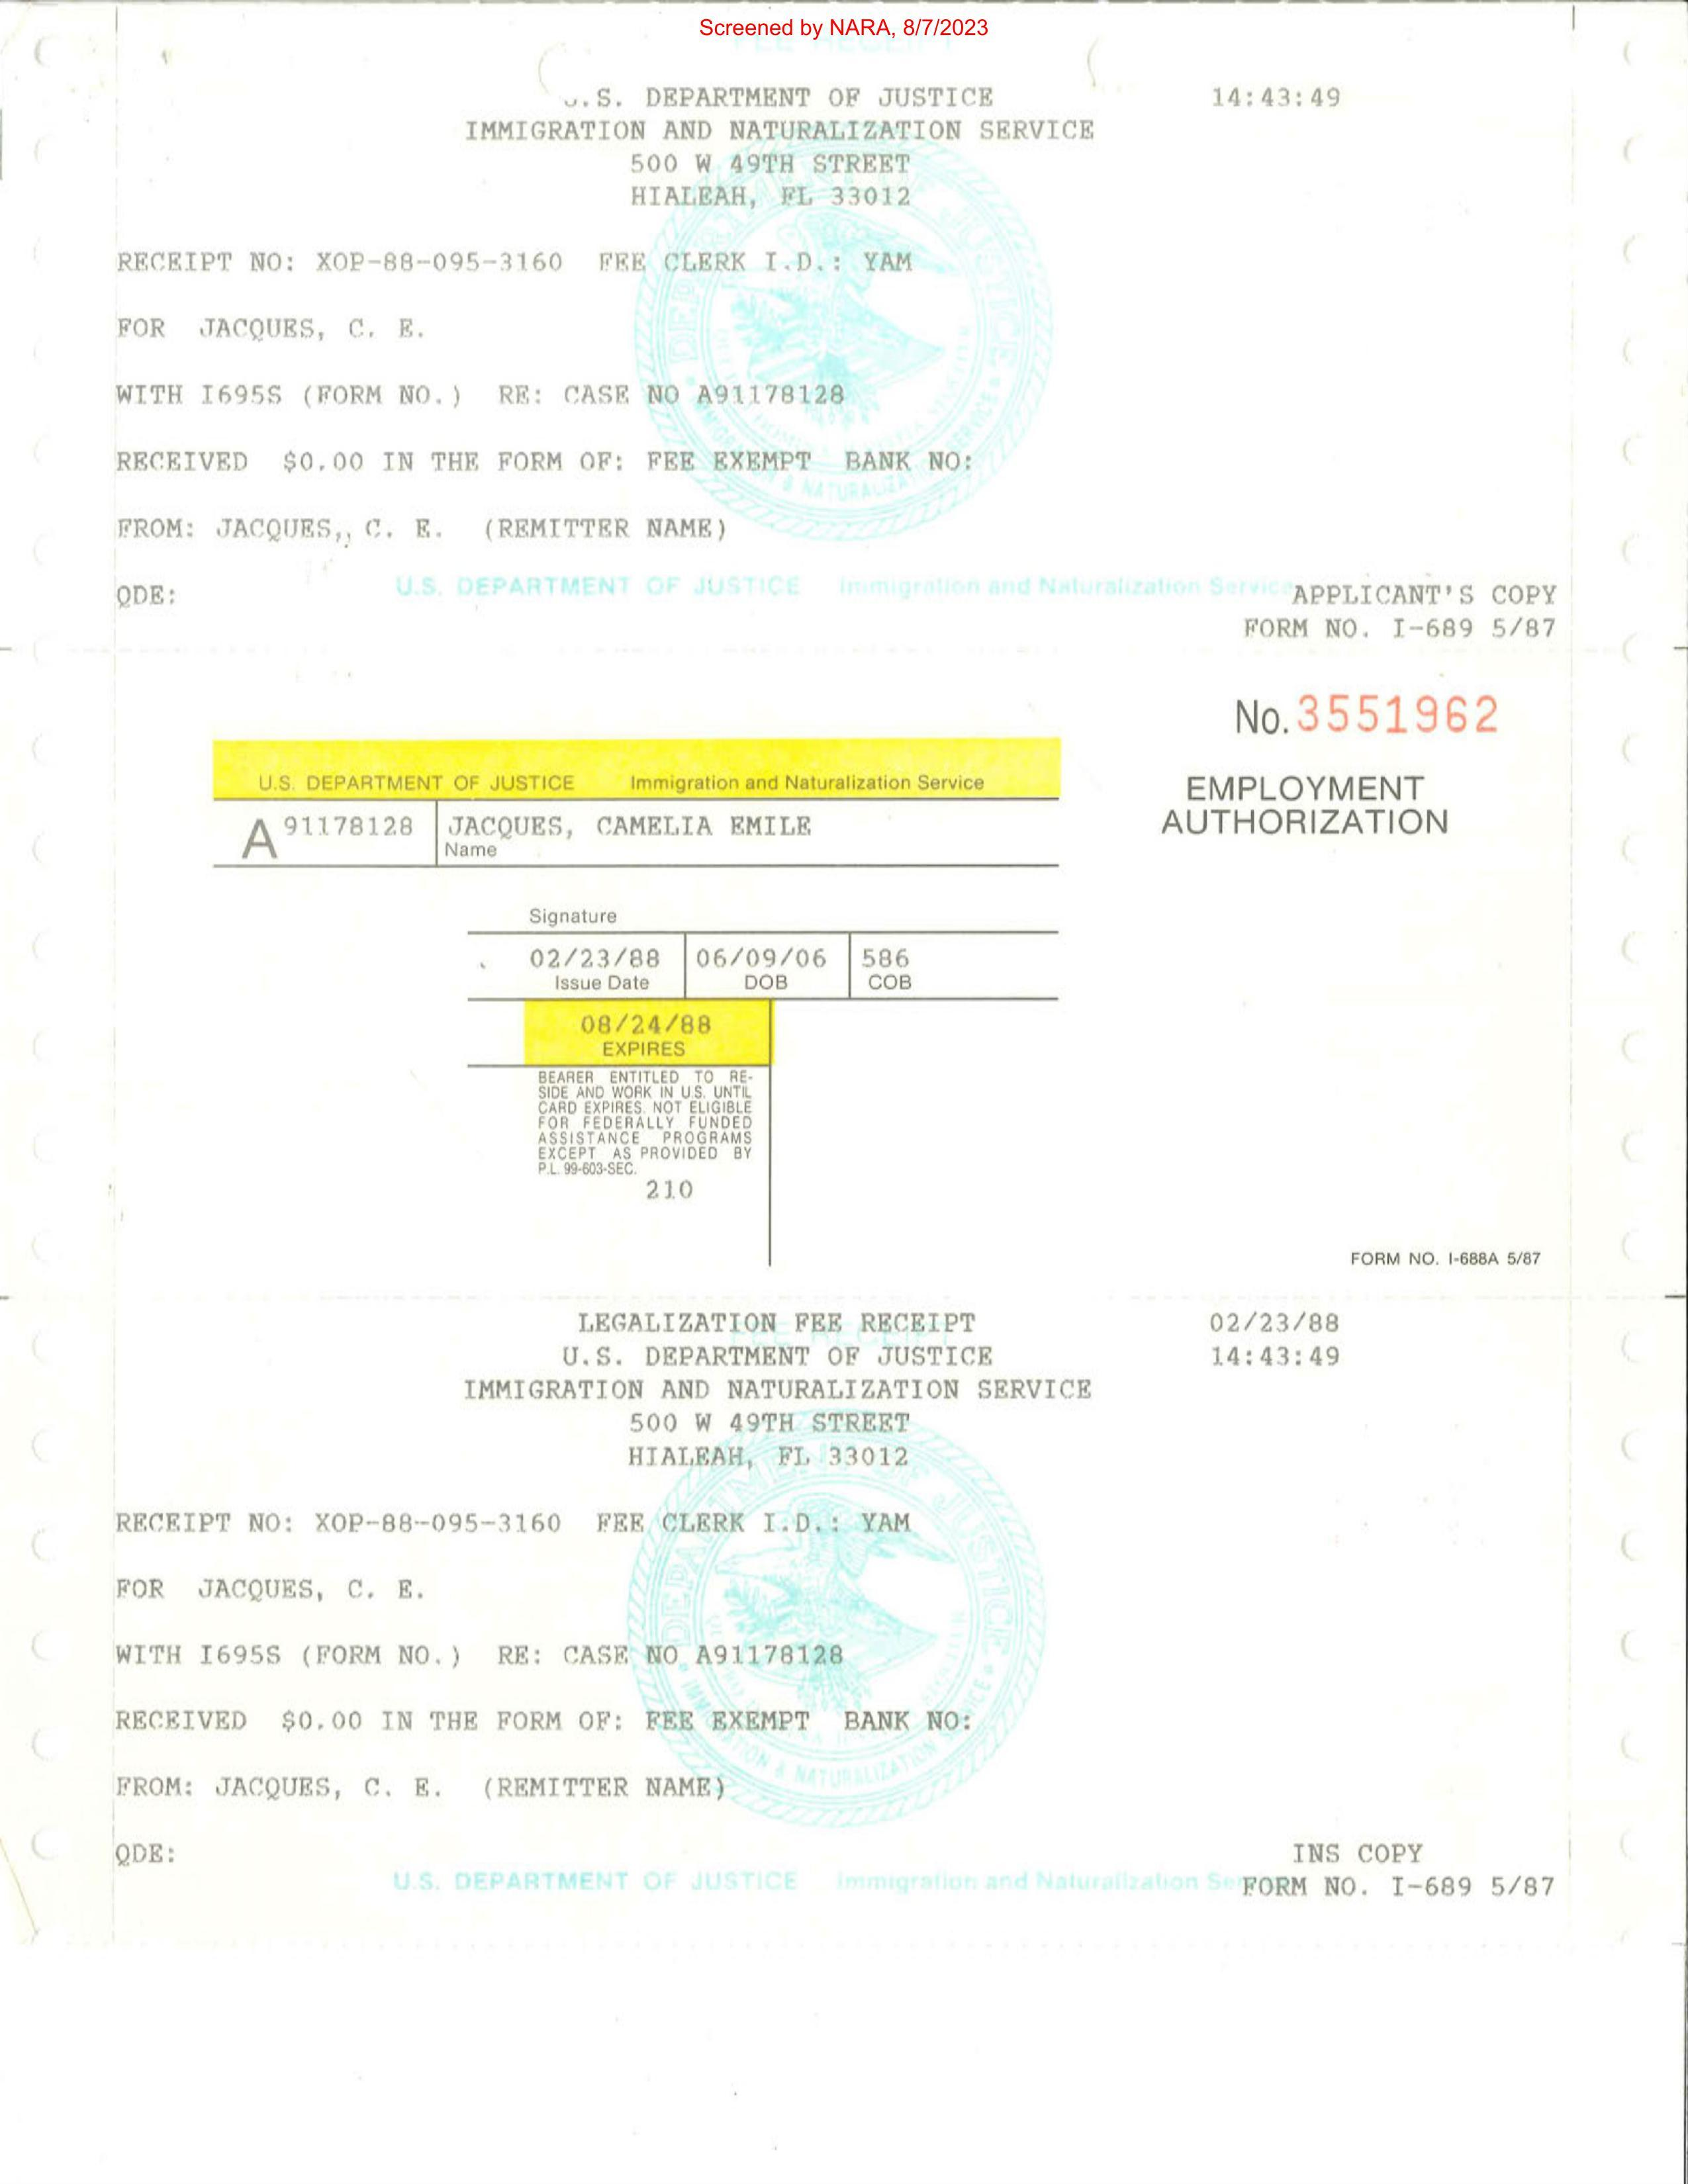 Screened by NARA, 8/7/2023
U.S. DEPARTMENT OF JUSTICE 14:43:49
IMMIGRATION AND NATURALIZATION SERVICE
500 W 49TH STREET
HIALEAH, FL 33012
RECEIPT NO: XOP-88-095-3160 FEE CLERK I.D.: YAM
FOR JACQUES, C. E.
WITH I695S (FORM NO.) RE: CASE NO A91178128
RECEIVED $0.00 IN THE FORM OF: FEE EXEMPT BANK NO:
FROM: JACQUES,, C. E. (REMITTER NAME)
QDE: U.S. DEPARTMENT OF JUSTICE Immigration and Naturalization Service APPLICANT'S COPY
FORM NO. I-689 5/87
No. 3551962
EMPLOYMENT
AUTHORIZATION
U.S. DEPARTMENT OF JUSTICE Immigration and Naturalization Service
A 91178128 JACQUES, CAMELIA EMILE
Name
Signature
02/23/88 06/09/06 586
Issue Date DOB COB
08/24/88
EXPIRES
BEARER ENTITLED TO RE-
SIDE AND WORK IN U.S. UNTIL
CARD EXPIRES. NOT ELIGIBLE
FOR FEDERALLY FUNDED
ASSISTANCE PROGRAMS
EXCEPT AS PROVIDED BY
P.L. 99-603-SEC.
210
FORM NO. I-688A 5/87
LEGALIZATION FEE RECEIPT 02/23/88
U.S. DEPARTMENT OF JUSTICE 14:43:49
IMMIGRATION AND NATURALIZATION SERVICE
500 W 49TH STREET
HIALEAH, FL 33012
RECEIPT NO: XOP-88-095-3160 FEE CLERK I.D.: YAM
FOR JACQUES, C. E.
WITH I695S (FORM NO.) RE: CASE NO A91178128
RECEIVED $0.00 IN THE FORM OF: FEE EXEMPT BANK NO:
FROM: JACQUES, C. E. (REMITTER NAME)
QDE: INS COPY
U.S. DEPARTMENT OF JUSTICE Immigration and Naturalization FORM NO. I-689 5/87